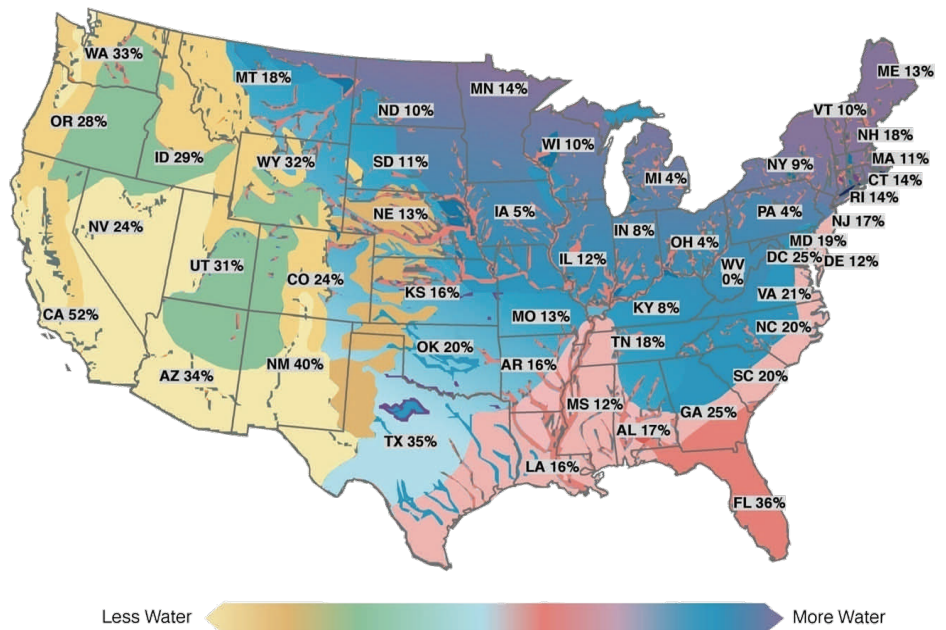 WA 33%
MT 18%
ND 10%
MN 14%
ME 13%
VT 10%
OR 28%
NH 18%
ID 29%
WY 32%
SD 11%
WI 10%
MI 4%
NY 9%
MA 11%
CT 14%
RI 14%
NV 24%
NE 13%
IA 5%
IN 8%
OH 4%
PA 4%
NJ 17%
MD 19%
UT 31%
CO 24%
IL 12%
WV
0%
DC 25%
DE 12%
KS 16%
VA 21%
CA 52%
MO 13%
KY 8%
NC 20%
OK 20%
TN 18%
AZ 34%
NM 40%
AR 16%
SC 20%
MS 12%
GA 25%
TX 35%
AL 17%
LA 16%
FL 36%
Less Water
More Water